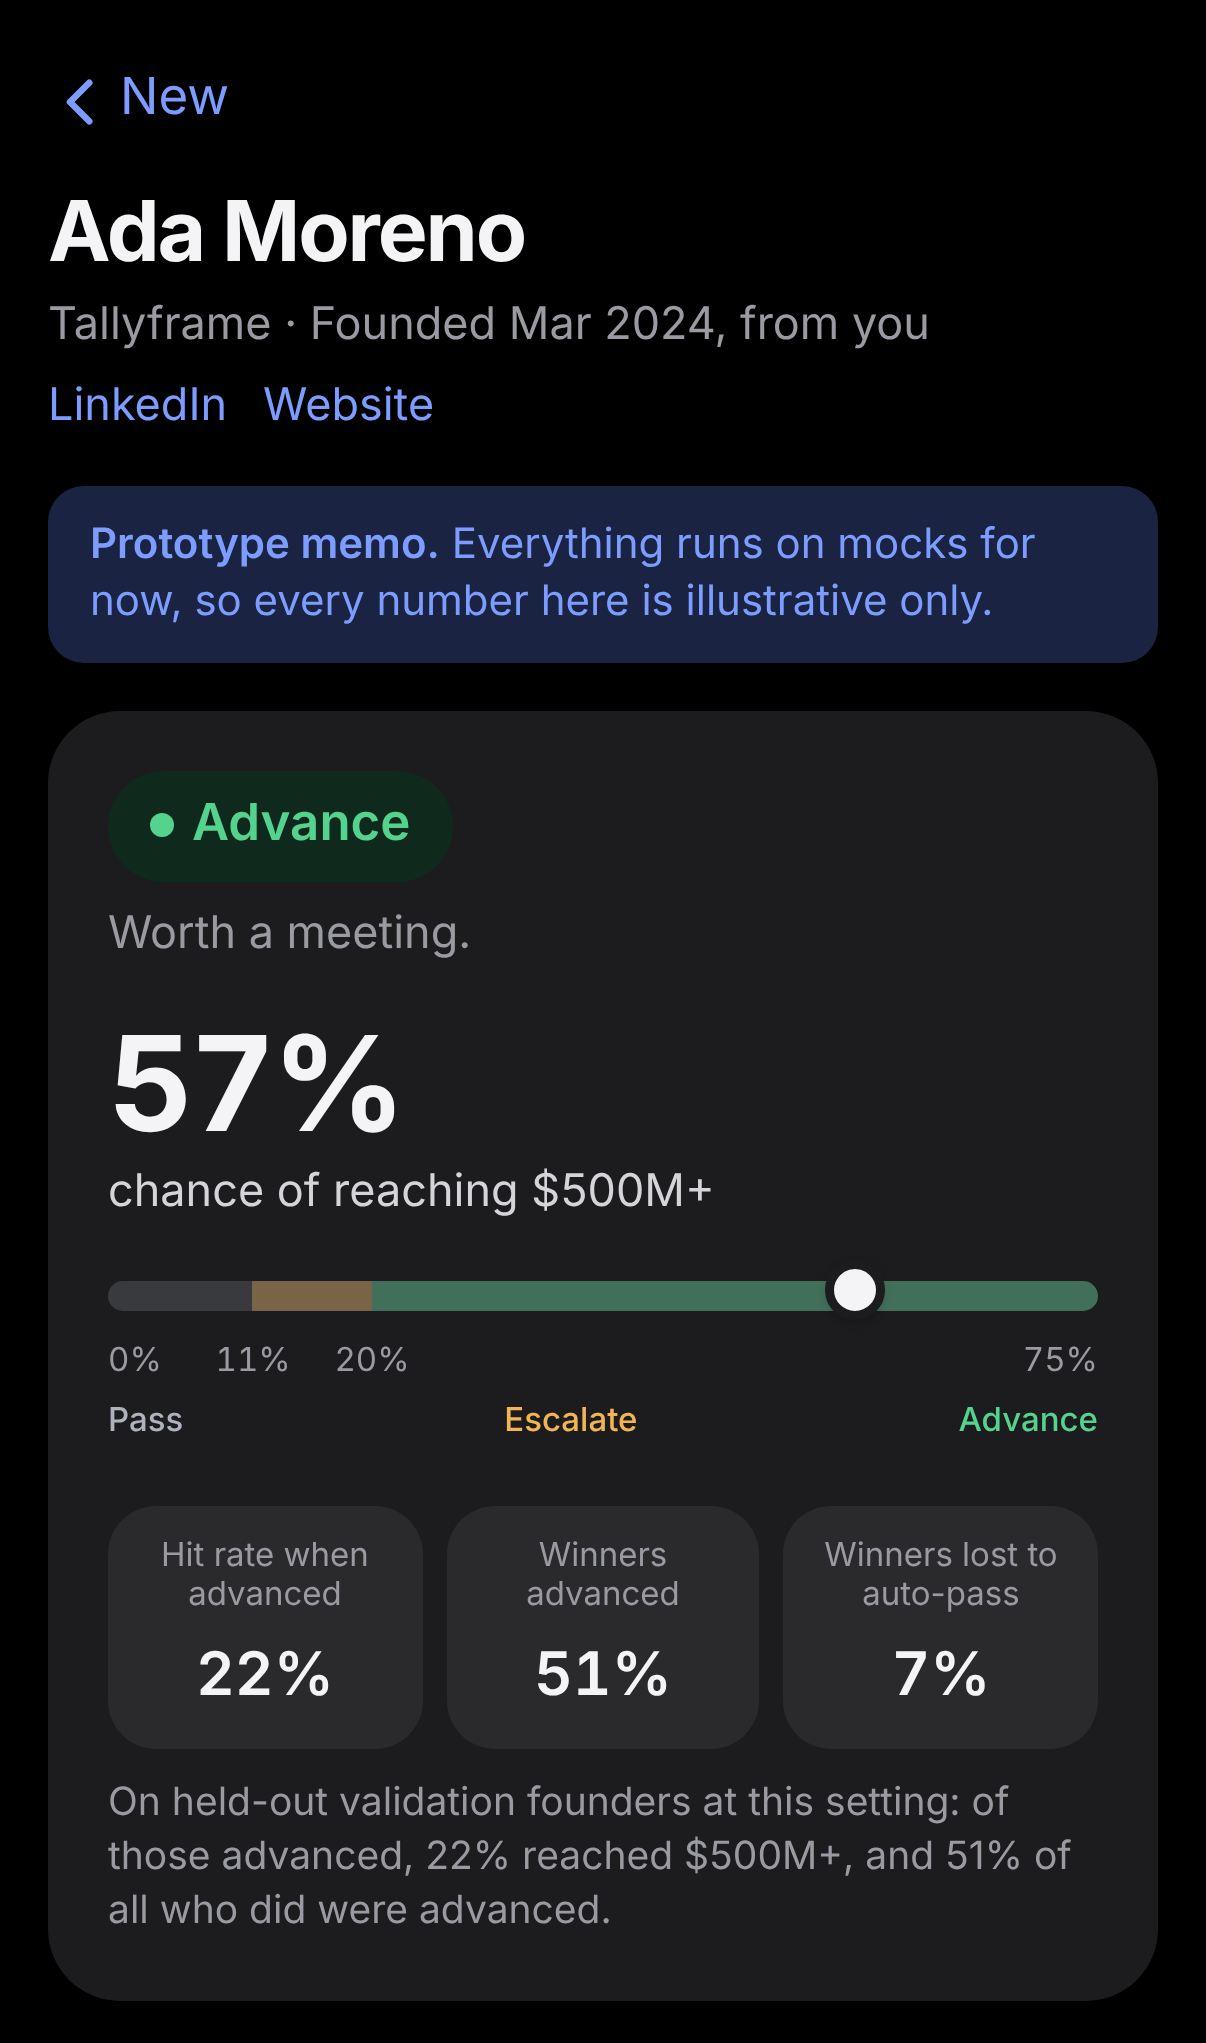 New
Ada Moreno
Tallyframe · Founded Mar 2024, from you
LinkedIn Website
Prototype memo. Everything runs on mocks for
now, so every number here is illustrative only.
Advance
Worth a meeting.
57%
chance of reaching $500M+
0% 11% 20% 75%
Pass Escalate Advance
Hit rate when
advanced
22%
Winners
advanced
51%
Winners lost to
auto-pass
7%
On held-out validation founders at this setting: of
those advanced, 22% reached $500M+, and 51% of
all who did were advanced.